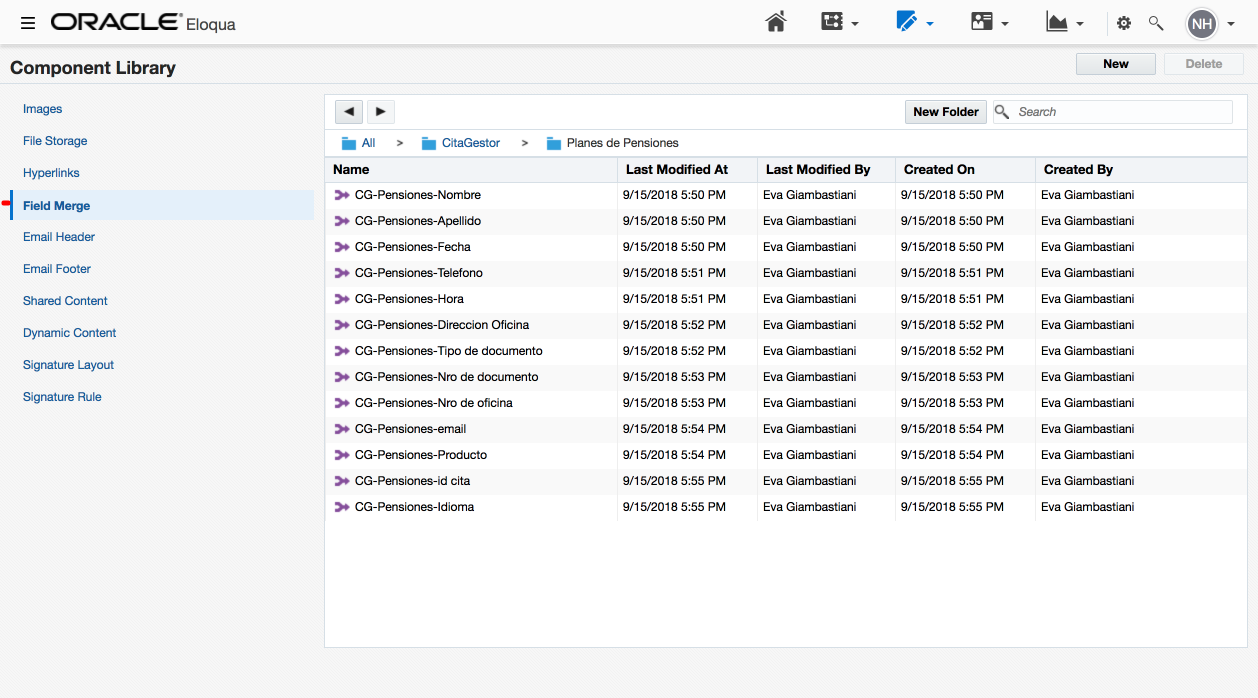 ORACLE® Eloqua
NH
Component Library
New
Delete
Images
File Storage
Hyperlinks
Field Merge
Email Header
Email Footer
Shared Content
Dynamic Content
Signature Layout
Signature Rule
New Folder
Search
All > CitaGestor > Planes de Pensiones
Name Last Modified At Last Modified By Created On Created By
CG-Pensiones-Nombre 9/15/2018 5:50 PM Eva Giambastiani 9/15/2018 5:50 PM Eva Giambastiani
CG-Pensiones-Apellido 9/15/2018 5:50 PM Eva Giambastiani 9/15/2018 5:50 PM Eva Giambastiani
CG-Pensiones-Fecha 9/15/2018 5:50 PM Eva Giambastiani 9/15/2018 5:50 PM Eva Giambastiani
CG-Pensiones-Telefono 9/15/2018 5:51 PM Eva Giambastiani 9/15/2018 5:51 PM Eva Giambastiani
CG-Pensiones-Hora 9/15/2018 5:51 PM Eva Giambastiani 9/15/2018 5:51 PM Eva Giambastiani
CG-Pensiones-Direccion Oficina 9/15/2018 5:52 PM Eva Giambastiani 9/15/2018 5:52 PM Eva Giambastiani
CG-Pensiones-Tipo de documento 9/15/2018 5:52 PM Eva Giambastiani 9/15/2018 5:52 PM Eva Giambastiani
CG-Pensiones-Nro de documento 9/15/2018 5:53 PM Eva Giambastiani 9/15/2018 5:53 PM Eva Giambastiani
CG-Pensiones-Nro de oficina 9/15/2018 5:53 PM Eva Giambastiani 9/15/2018 5:53 PM Eva Giambastiani
CG-Pensiones-email 9/15/2018 5:54 PM Eva Giambastiani 9/15/2018 5:54 PM Eva Giambastiani
CG-Pensiones-Producto 9/15/2018 5:54 PM Eva Giambastiani 9/15/2018 5:54 PM Eva Giambastiani
CG-Pensiones-id cita 9/15/2018 5:55 PM Eva Giambastiani 9/15/2018 5:55 PM Eva Giambastiani
CG-Pensiones-Idioma 9/15/2018 5:55 PM Eva Giambastiani 9/15/2018 5:55 PM Eva Giambastiani